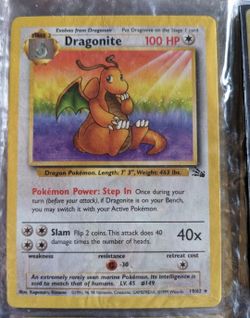 Evolves from Dragonair
Put Dragonite on the Stage 1 card
STAGE 2
Dragonite
100 HP
Dragon Pokémon. Length: 7' 3", Weight: 463 lbs.
Pokémon Power: Step In Once during your
turn (before your attack), if Dragonite is on your Bench,
you may switch it with your Active Pokémon.
Slam Flip 2 coins. This attack does 40
damage times the number of heads.
40x
weakness
resistance
retreat cost
-30
An extremely rarely seen marine Pokémon. Its intelligence is
said to match that of humans. LV. 45 #149
19/62 ★